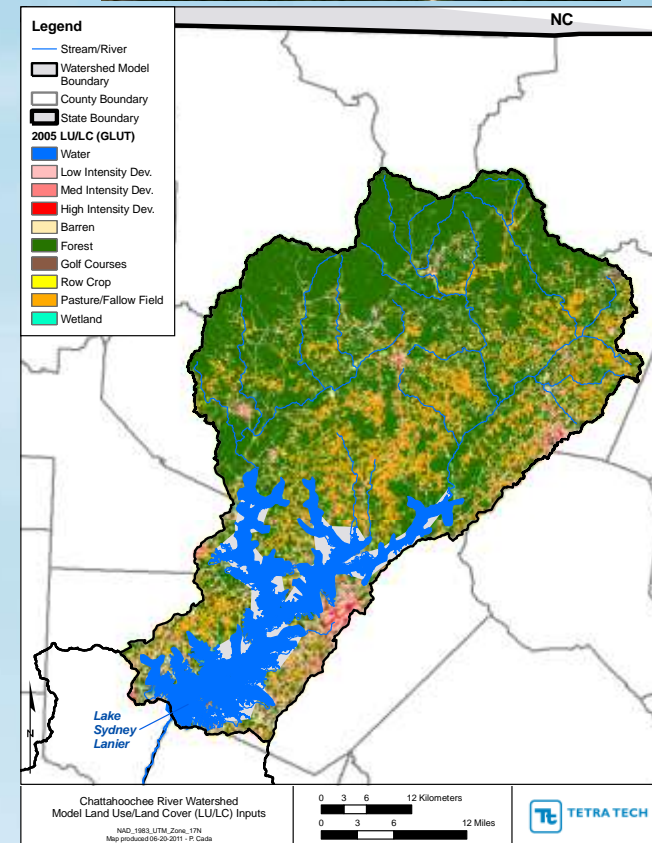 NC
Legend
Stream/River
Watershed Model
Boundary
County Boundary
State Boundary
2005 LU/LC (GLUT)
Water
Low Intensity Dev.
Med Intensity Dev.
High Intensity Dev.
Barren
Forest
Golf Courses
Row Crop
Pasture/Fallow Field
Wetland
Lake
Sydney
Lanier
N
Chattahoochee River Watershed
Model Land Use/Land Cover (LU/LC) Inputs
NAD_1983_UTM_Zone_17N
Map produced 06-20-2011 - P. Cada
0 3 6 12 Kilometers
0 3 6 12 Miles
Tt TETRA TECH